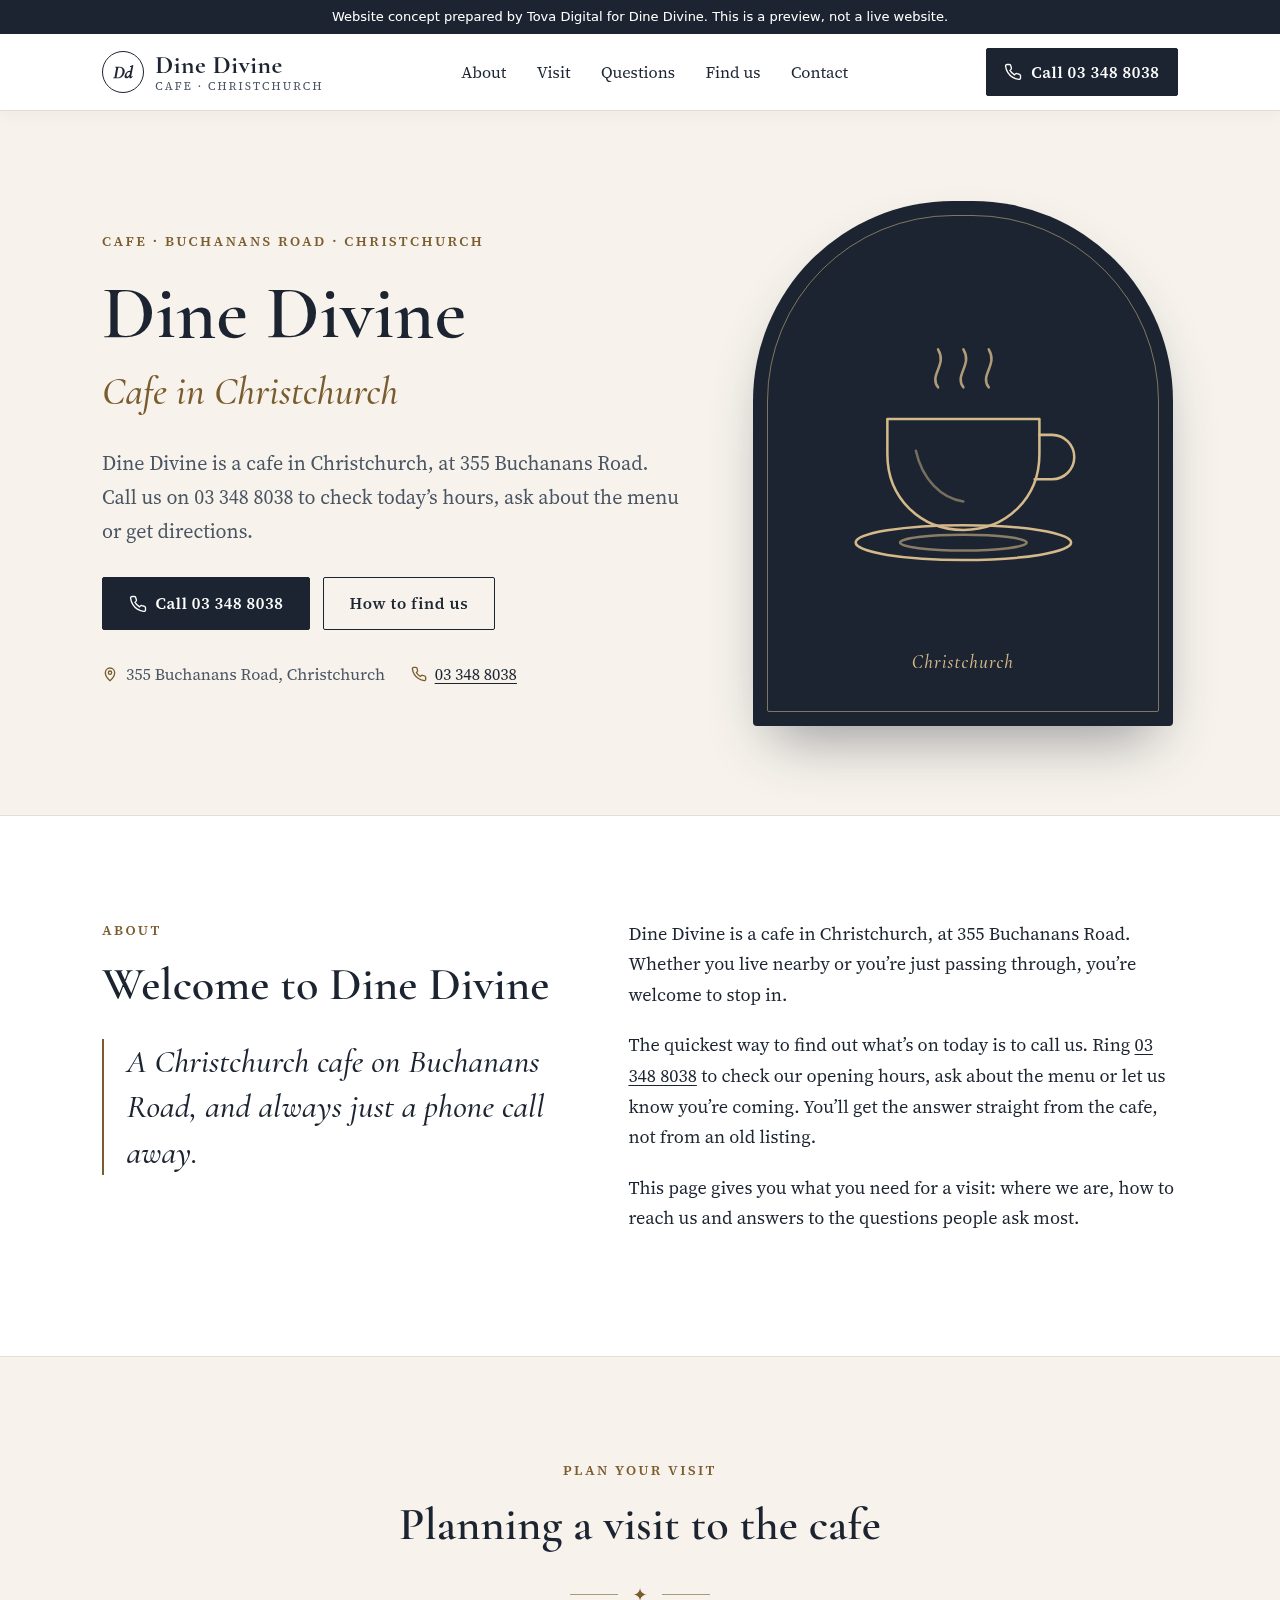 Website concept prepared by Tova Digital for Dine Divine. This is a preview, not a live website.
Dd
Dine Divine
CAFE · CHRISTCHURCH
About
Visit
Questions
Find us
Contact
Call 03 348 8038
CAFE · BUCHANANS ROAD · CHRISTCHURCH
Dine Divine
Cafe in Christchurch
Dine Divine is a cafe in Christchurch, at 355 Buchanans Road.
Call us on 03 348 8038 to check today’s hours, ask about the menu
or get directions.
Call 03 348 8038
How to find us
355 Buchanans Road, Christchurch
03 348 8038
Christchurch
ABOUT
Welcome to Dine Divine
A Christchurch cafe on Buchanans
Road, and always just a phone call
away.
Dine Divine is a cafe in Christchurch, at 355 Buchanans Road.
Whether you live nearby or you’re just passing through, you’re
welcome to stop in.
The quickest way to find out what’s on today is to call us. Ring 03
348 8038 to check our opening hours, ask about the menu or let us
know you’re coming. You’ll get the answer straight from the cafe,
not from an old listing.
This page gives you what you need for a visit: where we are, how to
reach us and answers to the questions people ask most.
PLAN YOUR VISIT
Planning a visit to the cafe